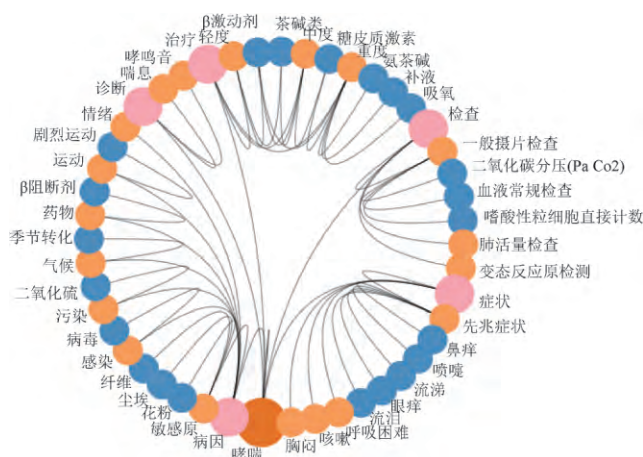 β激动剂
茶碱类
轻度
中度
糖皮质激素
治疗
重度
哮鸣音
氨茶碱
喘息
补液
诊断
吸氧
情绪
检查
剧烈运动
一般摄片检查
运动
二氧化碳分压(Pa Co2)
β阻断剂
血液常规检查
药物
嗜酸性粒细胞直接计数
季节转化
肺活量检查
气候
变态反应原检测
二氧化硫
症状
污染
先兆症状
病毒
鼻痒
感染
喷啶
纤维
流涕
尘埃
眼痒
花粉
流泪
敏感原
呼吸困难
病因
咳嗽
哮喘
胸闷